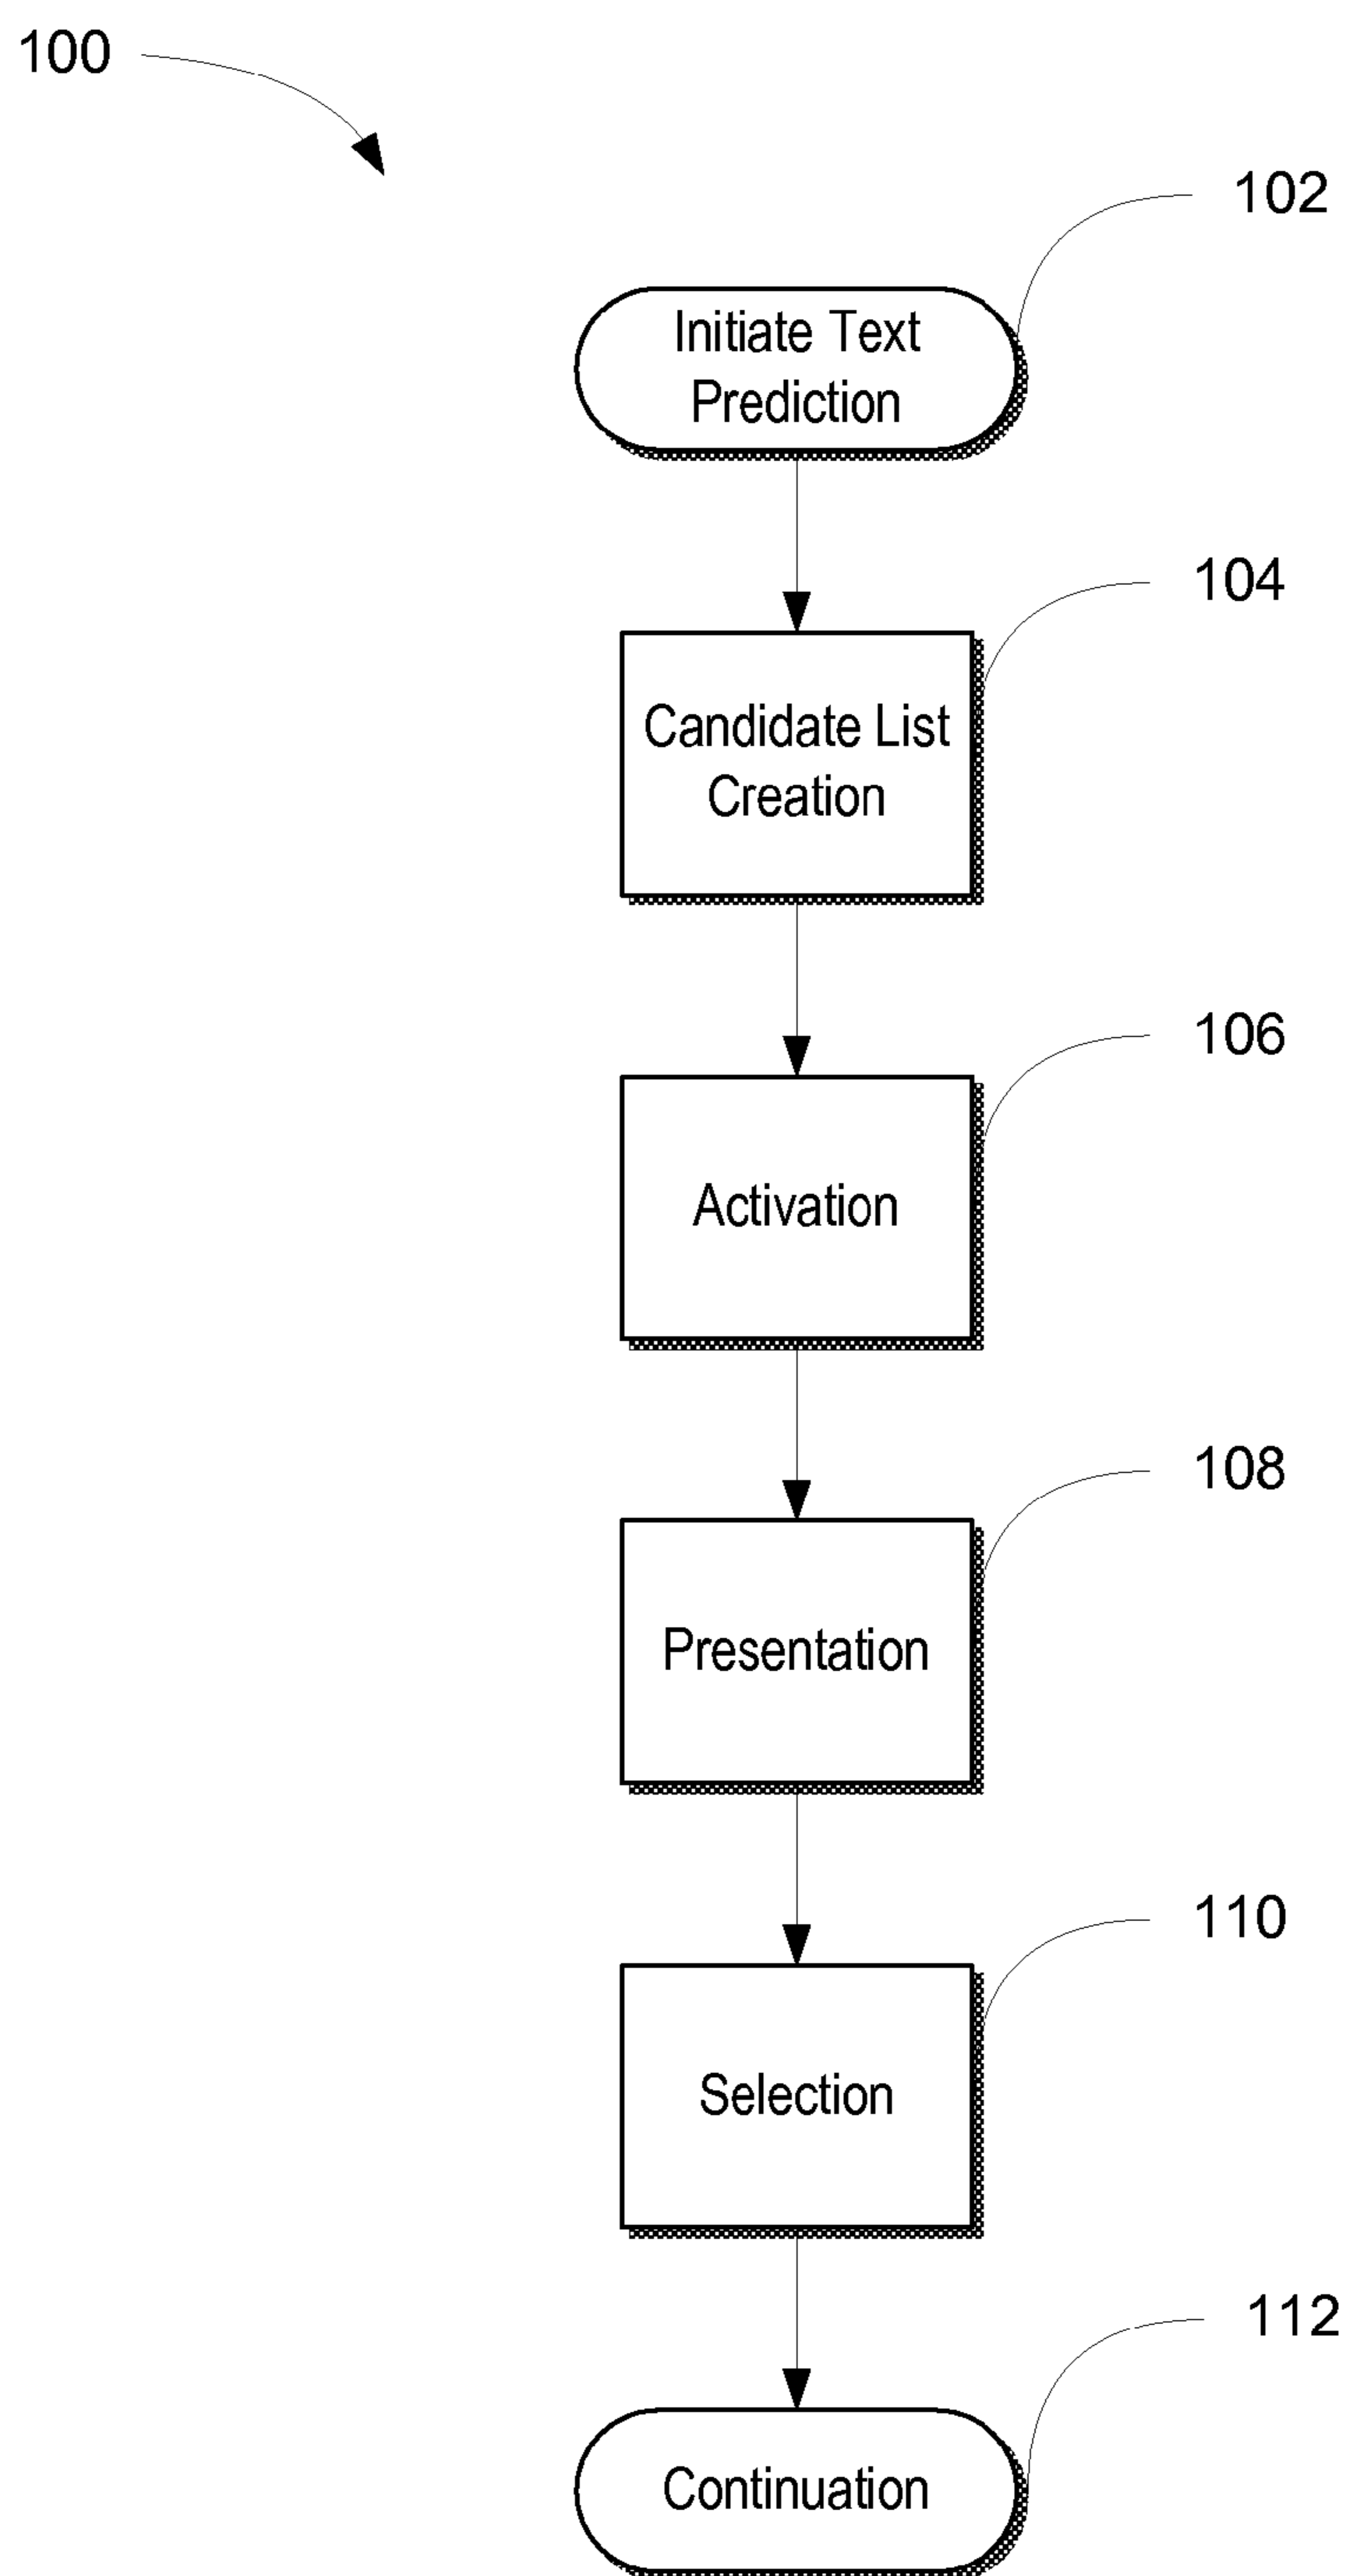 100
102
Initiate Text
Prediction
104
Candidate List
Creation
106
Activation
108
Presentation
110
Selection
112
Continuation